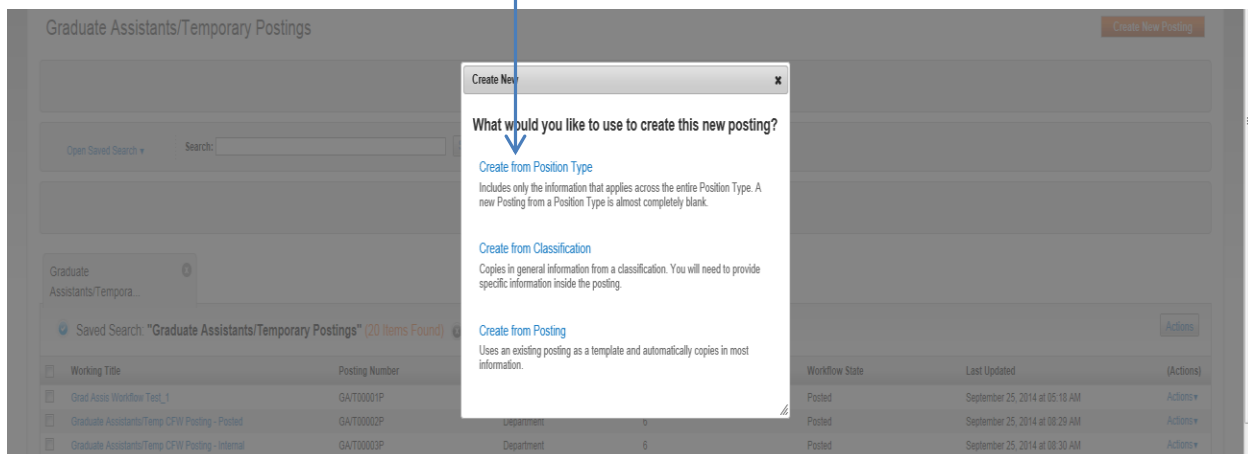 Graduate Assistants/Temporary Postings
Create New Posting
Create New
x
What would you like to use to create this new posting?
Open Saved Search
Search:
Create from Position Type
Includes only the information that applies across the entire Position Type. A
new Posting from a Position Type is almost completely blank.
Create from Classification
Copies in general information from a classification. You will need to provide
specific information inside the posting.
Create from Posting
Uses an existing posting as a template and automatically copies in most
information.
Graduate
Assistants/Tempora...
Saved Search: "Graduate Assistants/Temporary Postings" (20 Items Found)
Actions
Working Title Posting Number Workflow State Last Updated (Actions)
Grad Assis Workflow Test_1 GA/T00001P Posted September 25, 2014 at 05:18 AM Actions
Graduate Assistants/Temp CFW Posting - Posted GA/T00002P Department 6 Posted September 25, 2014 at 08:29 AM Actions
Graduate Assistants/Temp CFW Posting - Internal GA/T00003P Department 6 Posted September 25, 2014 at 08:30 AM Actions